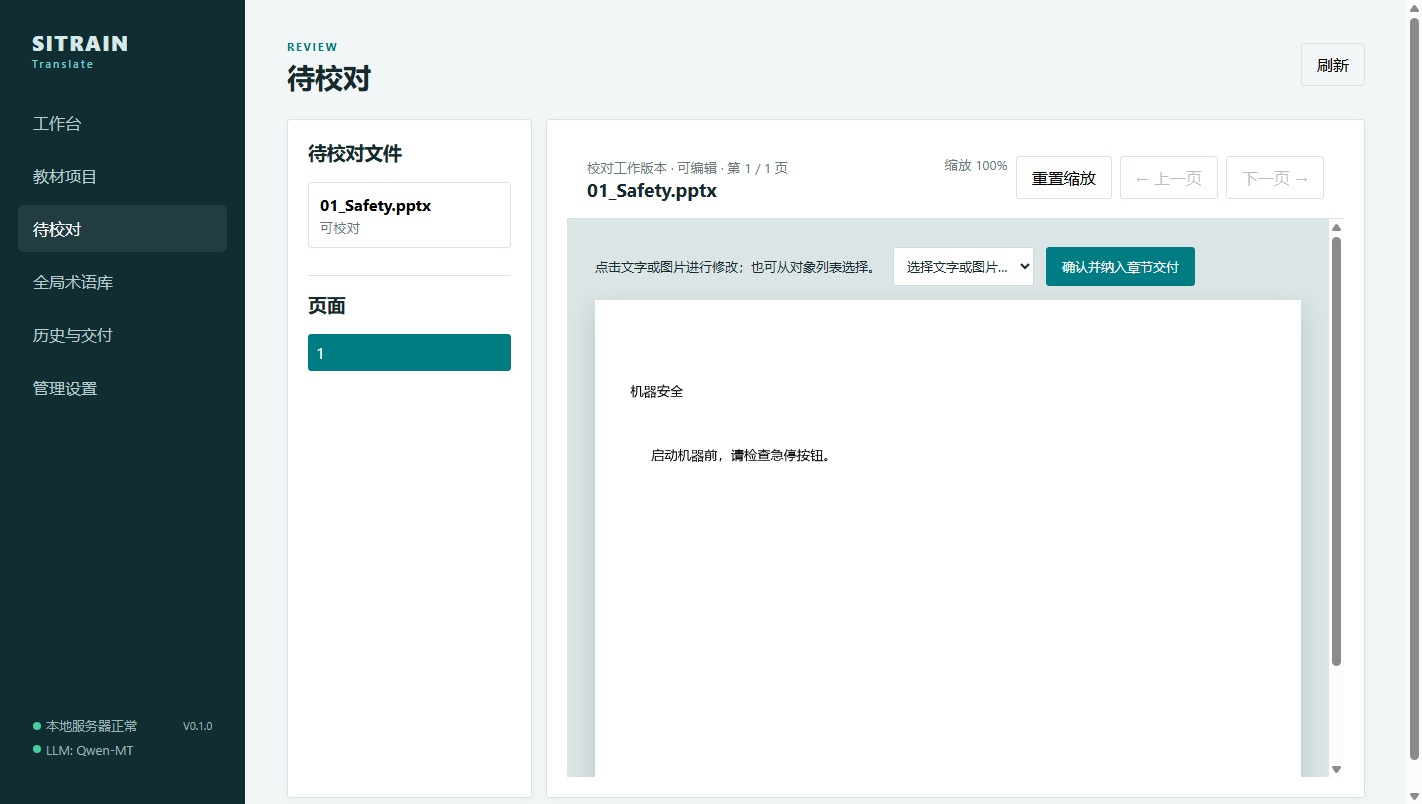 SITRAIN
Translate
工作台
教材项目
待校对
全局术语库
历史与交付
管理设置
本地服务器正常 V0.1.0
LLM: Qwen-MT
REVIEW
待校对
刷新
待校对文件
01_Safety.pptx
可校对
页面
1
校对工作版本 · 可编辑 · 第 1 / 1 页
01_Safety.pptx
缩放 100%
重置缩放
← 上一页
下一页 →
点击文字或图片进行修改；也可从对象列表选择。
选择文字或图片...
确认并纳入章节交付
机器安全
启动机器前，请检查急停按钮。